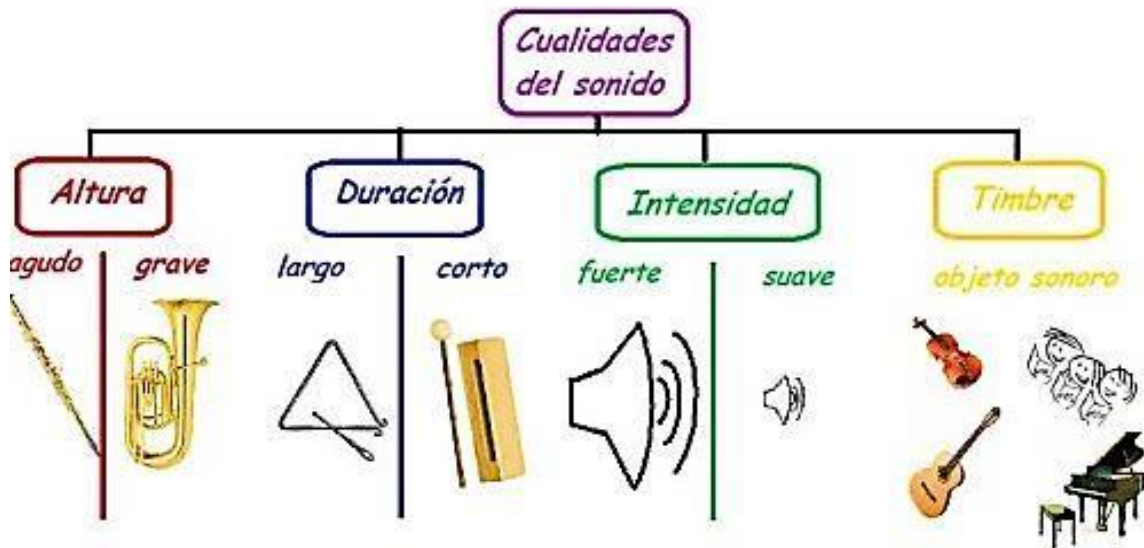 Cualidades
del sonido
Altura
Duración
Intensidad
Timbre
agudo
grave
largo
corto
fuerte
suave
objeto sonoro